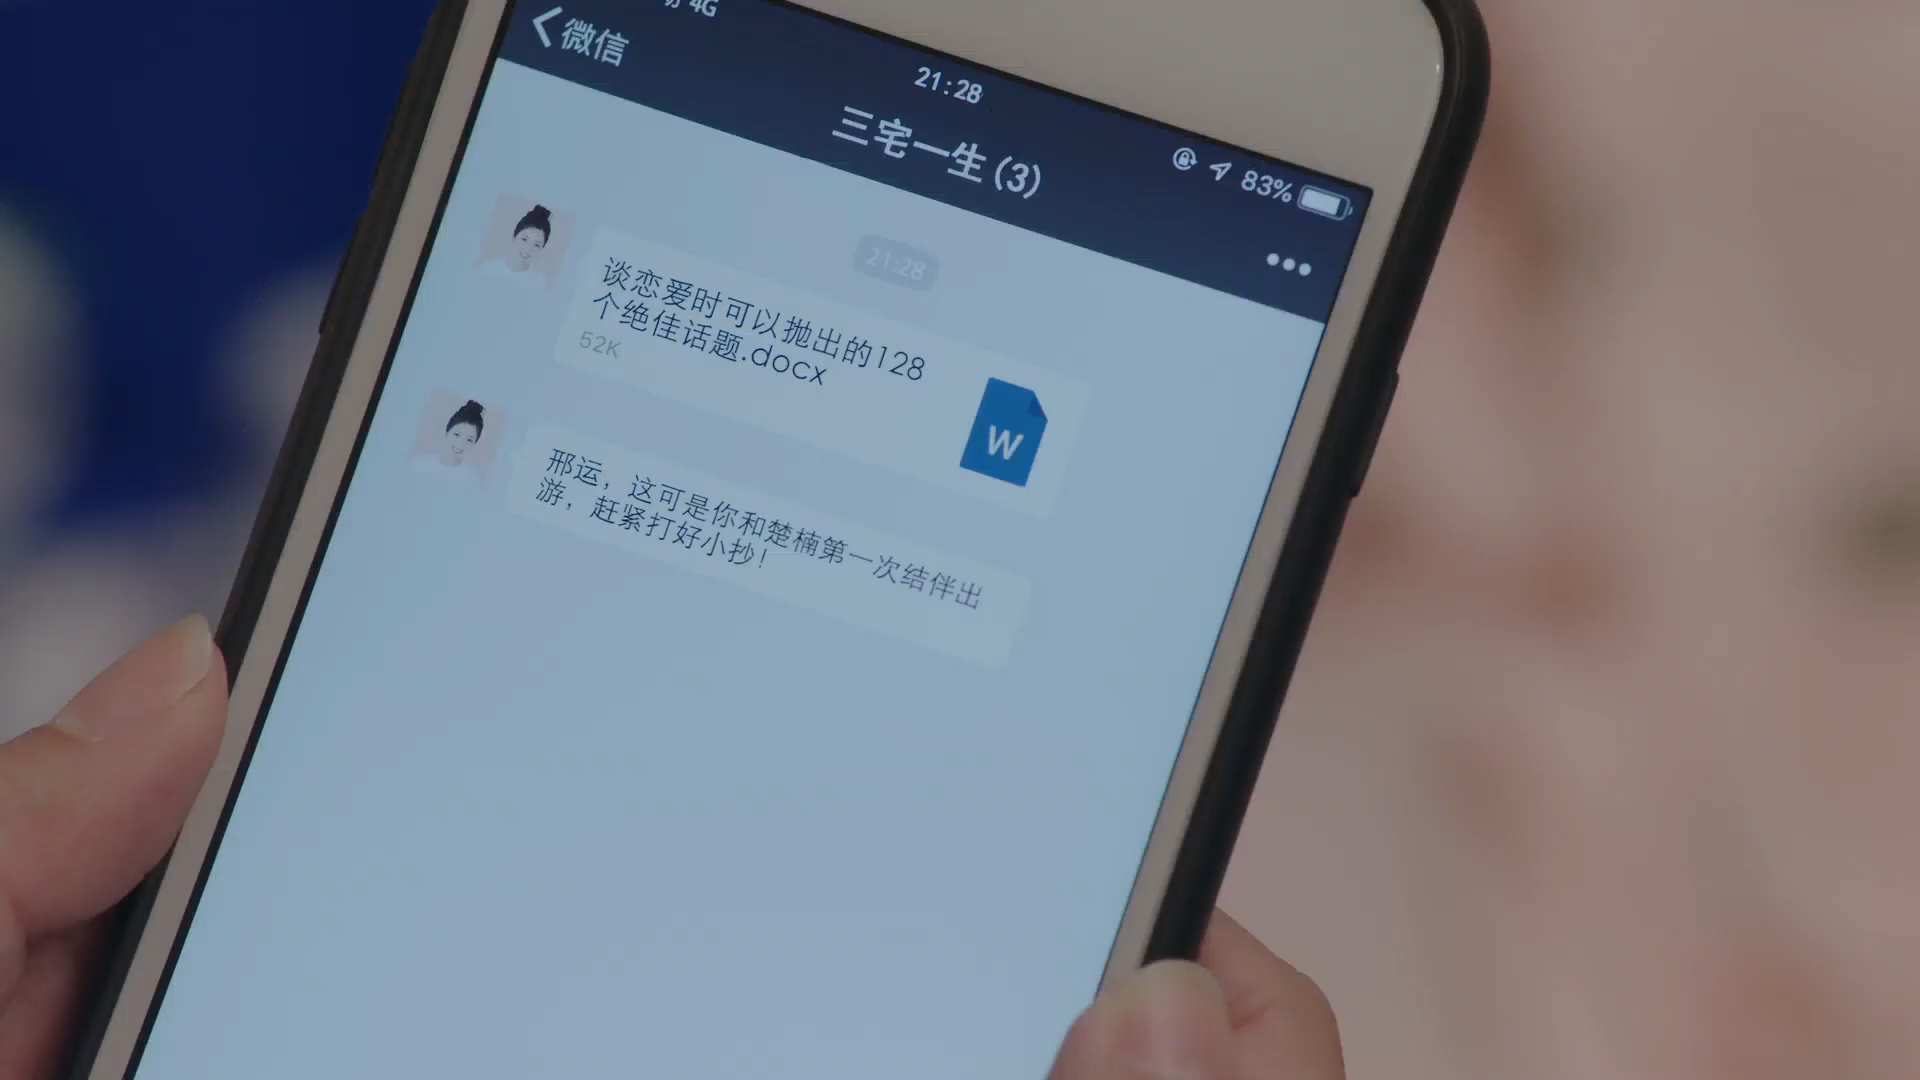 4G
微信
21:28
三宅一生(3)
83%
21:28
谈恋爱时可以抛出的128
个绝佳话题.docx
52K
W
邢运，这可是你和楚楠第一次结伴出
游，赶紧打好小抄！